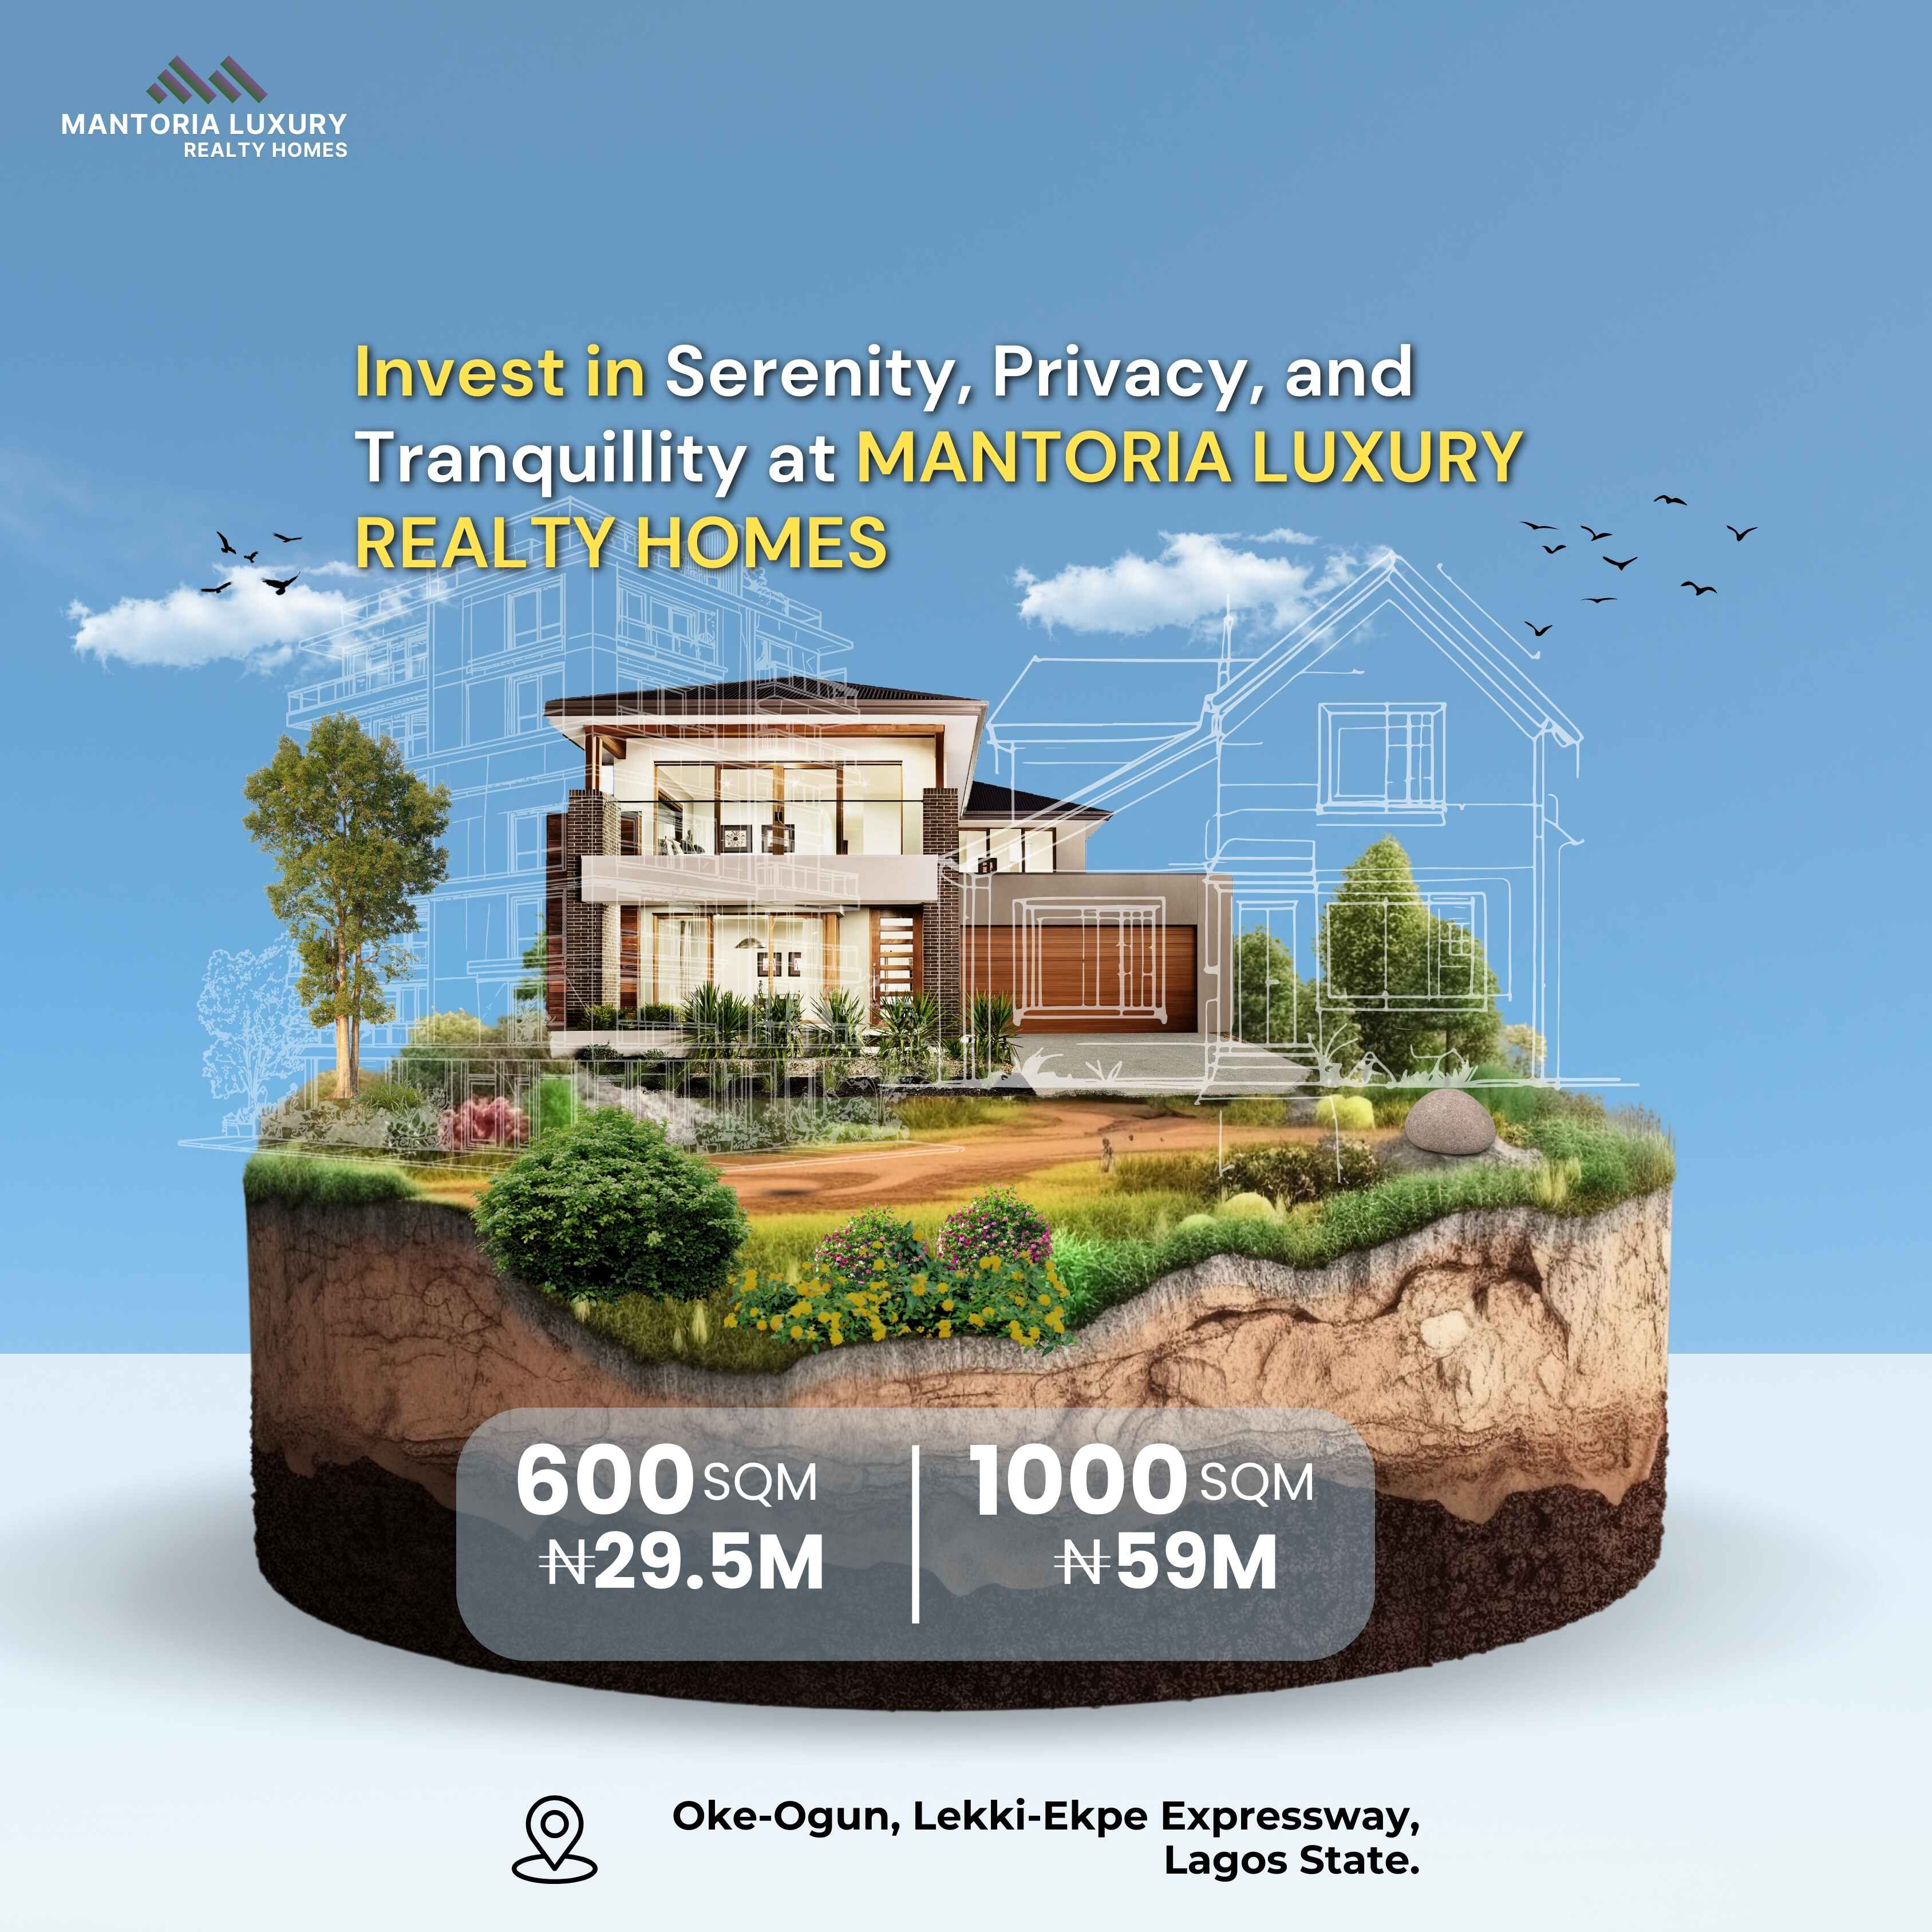 MANTORIA LUXURY
REALTY HOMES
Invest in Serenity, Privacy, and
Tranquillity at MANTORIA LUXURY
REALTY HOMES
600 SQM
₦29.5M
1000 SQM
₦59M
Oke-Ogun, Lekki-Ekpe Expressway,
Lagos State.